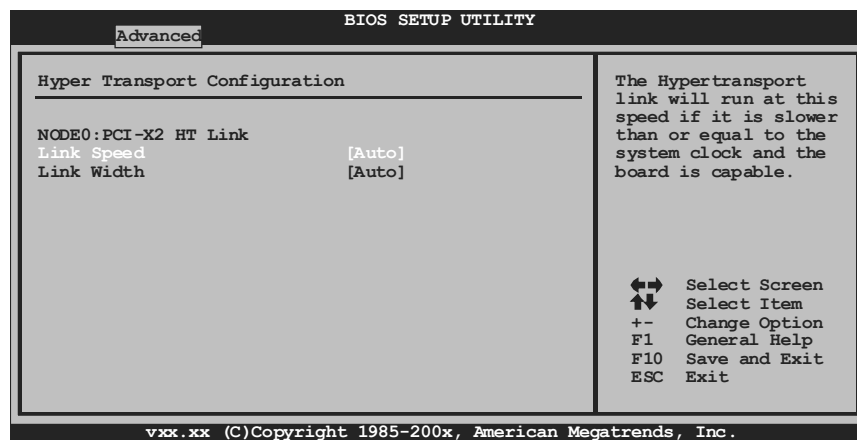 BIOS SETUP UTILITY
Advanced
Hyper Transport Configuration
NODE0:PCI-X2 HT Link
Link Speed [Auto]
Link Width [Auto]
The Hypertransport
link will run at this
speed if it is slower
than or equal to the
system clock and the
board is capable.
Select Screen
Select Item
+- Change Option
F1 General Help
F10 Save and Exit
ESC Exit
vxx.xx (C)Copyright 1985-200x, American Megatrends, Inc.